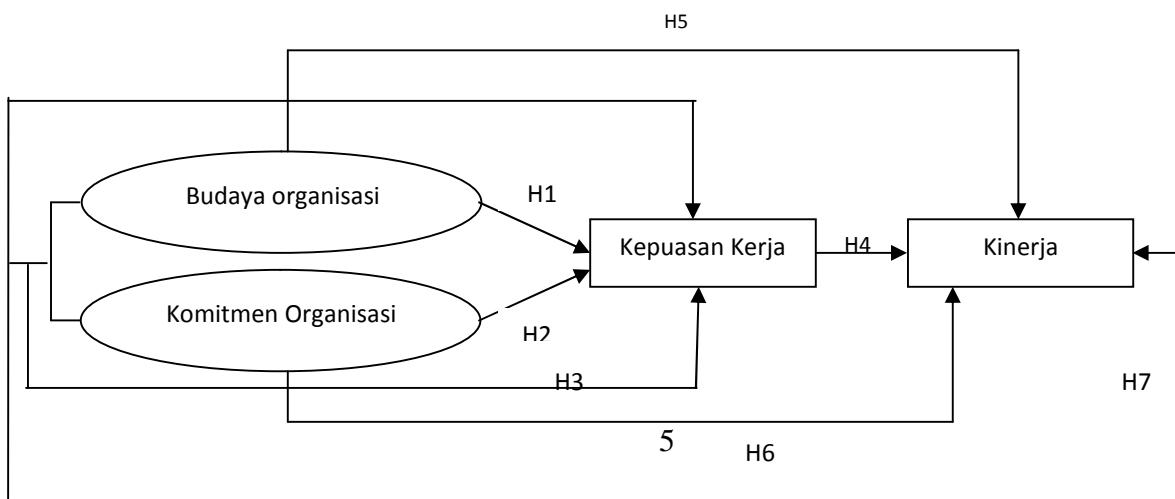 H5
Budaya organisasi
H1
Kepuasan Kerja
H4
Kinerja
Komitmen Organisasi
H2
H3
H7
5
H6